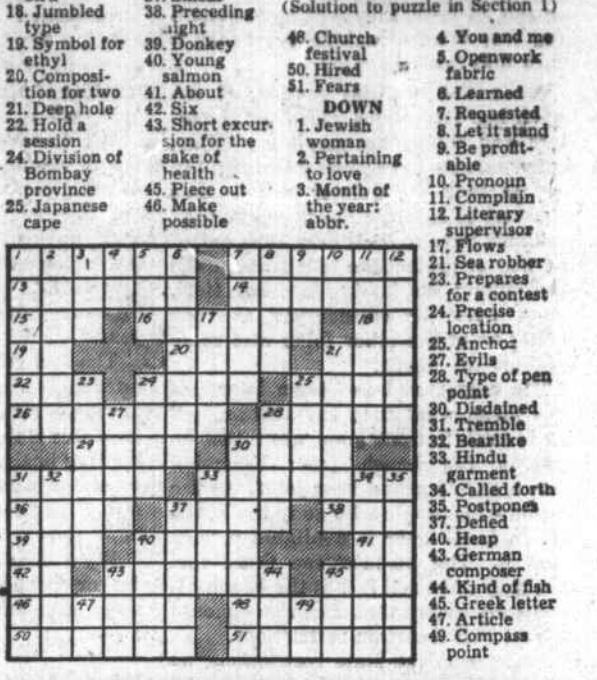 18. Jumbled
type
19. Symbol for
ethyl
20. Composi-
tion for two
21. Deep hole
22. Hold a
session
24. Division of
Bombay
province
25. Japanese
cape
38. Preceding
39. Donkey
40. Young
salmon
41. About
42. Six
43. Short excur-
sion for the
sake of
health
45. Piece out
46. Make
possible
(Solution to puzzle in Section 1)
48. Church
festival
50. Hired
51. Fears
DOWN
1. Jewish
woman
2. Pertaining
to love
3. Month of
the year:
abbr.
4. You and me
5. Openwork
fabric
6. Learned
7. Requested
8. Let it stand
9. Be profit-
able
10. Pronoun
11. Complain
12. Literary
supervisor
17. Flows
21. Sea robber
23. Prepares
for a contest
24. Precise
location
25. Anchor
27. Evils
28. Type of pen
point
30. Disdained
31. Tremble
32. Bearlike
33. Hindu
garment
34. Called forth
35. Postpones
37. Defied
40. Heap
43. German
composer
44. Kind of fish
45. Greek letter
47. Article
49. Compass
point
1 2 3 4 5 6 7 8 9 10 11 12
13 14
15 16 17 18
19 20 21
22 23 24 25
26 27 28
29 30
31 32 33 34 35
36 37 38
39 40 41
42 43 44 45
46 47 48 49
50 51